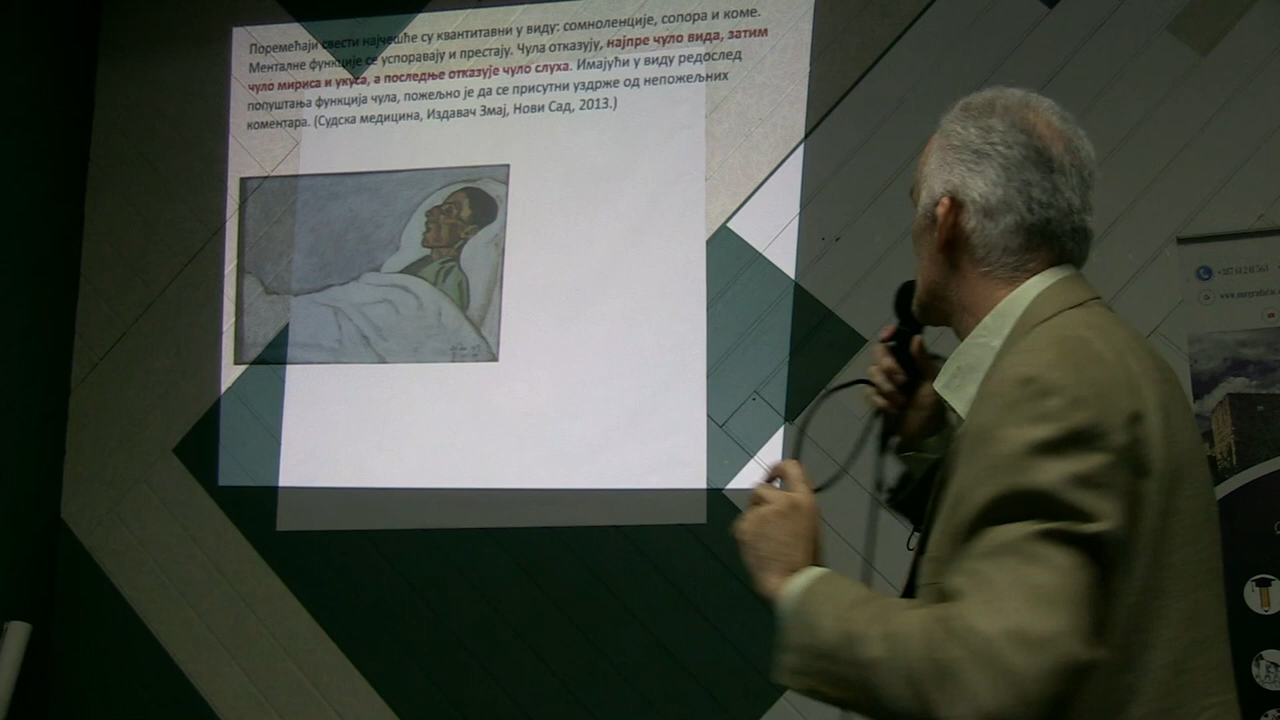 Поремећаји свести најчешће су квантитавни у виду: сомноленције, сопора и коме.
Менталне функције се успоравају и престају. Чула отказују, најпре чуло вида, затим
чуло мириса и укуса, а последње отказује чуло слуха. Имајући у виду редослед
попуштања функција чула, пожељно је да се присутни уздрже од непожељних
коментара. (Судска медицина, Издавач Змај, Нови Сад, 2013.)